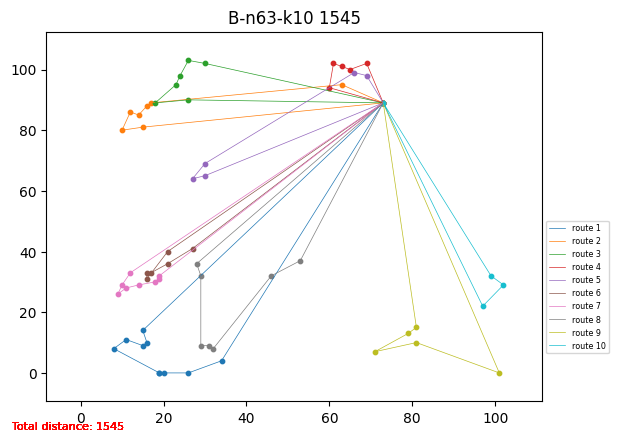 B-n63-k10 1545
100
80
60
40
20
0
0
20
40
60
80
100
route 1
route 2
route 3
route 4
route 5
route 6
route 7
route 8
route 9
route 10
Total distance: 1545